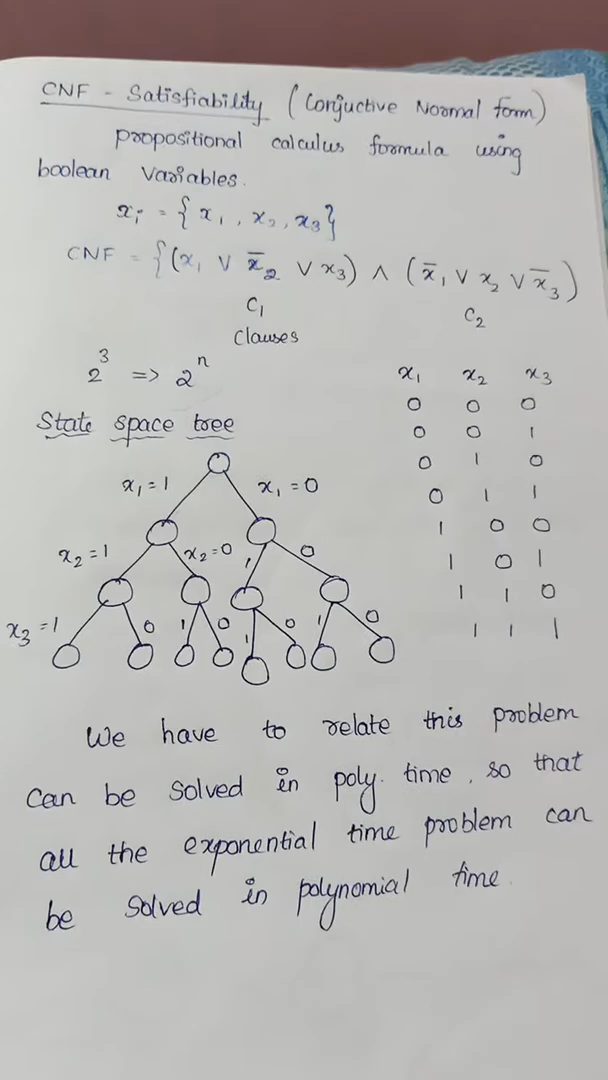 CNF - Satisfiability (Conjuctive Normal form)
propositional calculus formula using
boolean variables.
xᵢ = {x₁, x₂, x₃}
CNF = {(x₁ ∨ x̅₂ ∨ x₃) ∧ (x̅₁ ∨ x₂ ∨ x̅₃)
C₁ C₂
Clauses
2³ => 2ⁿ
x₁ x₂ x₃
0 0 0
0 0 1
0 1 0
0 1 1
1 0 0
1 0 1
1 1 0
1 1 1
State space tree
x₁=1 x₁=0
x₂=1 x₂=0 1 0
x₃=1 0 1 0 1 0 1 0
We have to relate this problem
can be solved in poly. time, so that
all the exponential time problem can
be solved in polynomial time.